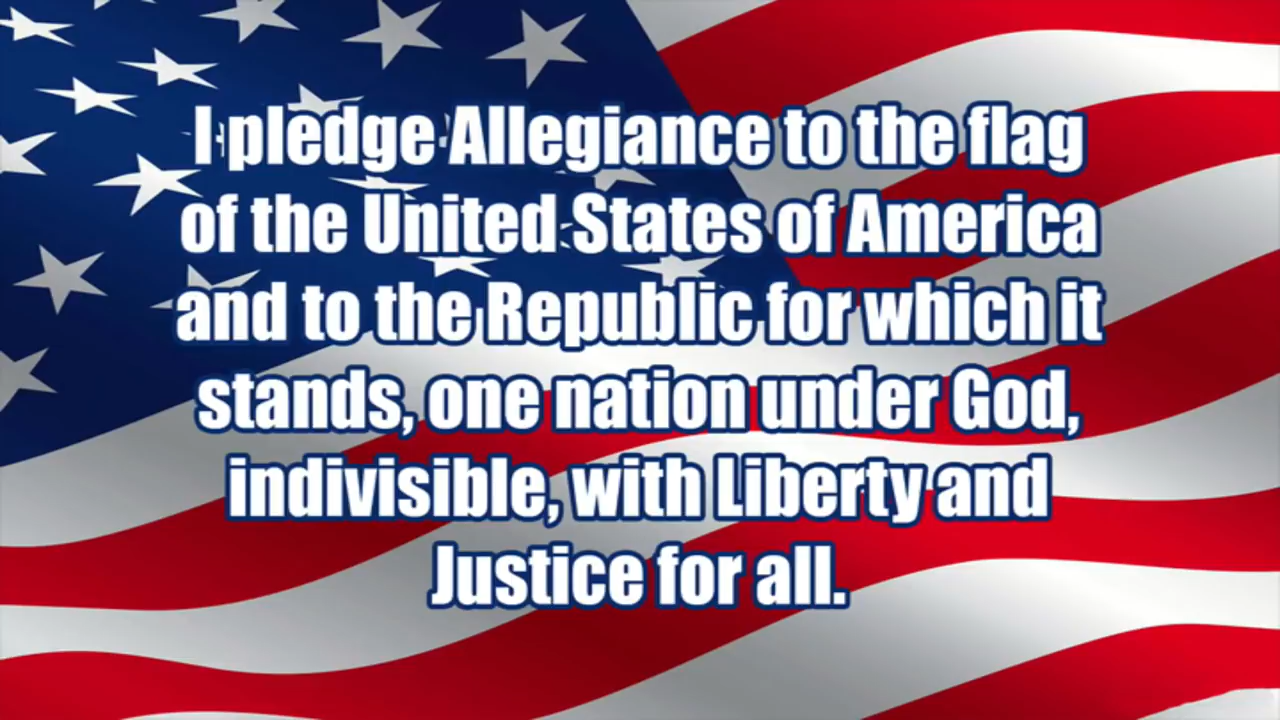 I pledge Allegiance to the flag
of the United States of America
and to the Republic for which it
stands, one nation under God,
indivisible, with Liberty and
Justice for all.